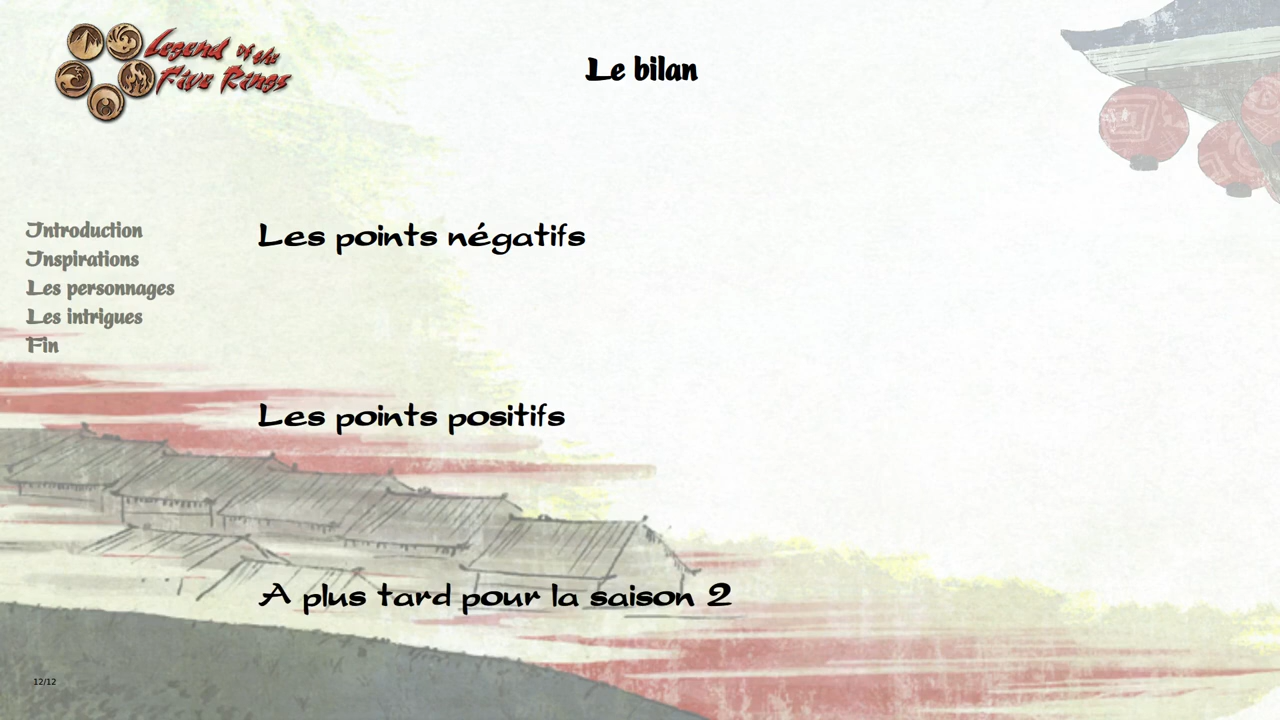 Legend of the
Five Rings
Le bilan
Introduction
Inspirations
Les personnages
Les intrigues
Fin
Les points négatifs
Les points positifs
A plus tard pour la saison 2
12/12